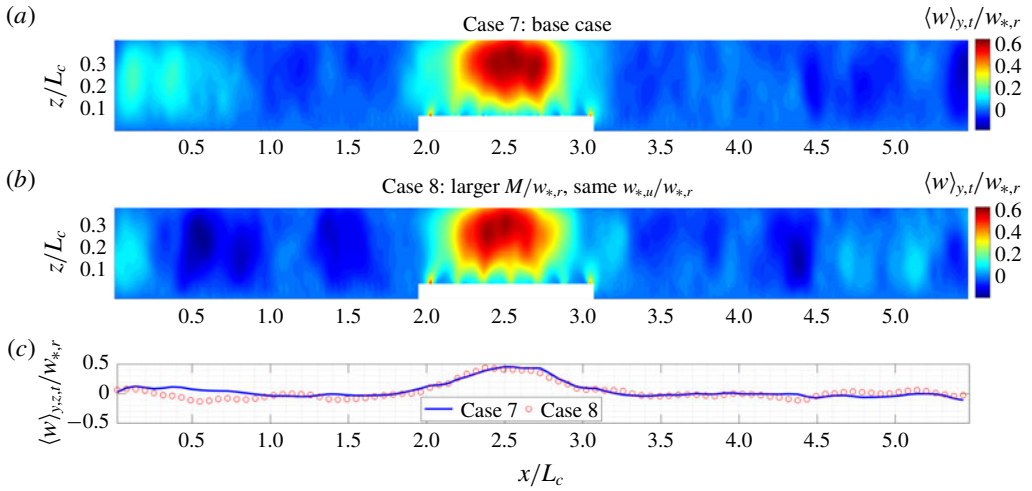 (a)
Case 7: base case
⟨w⟩y,t/w*,r
z/Lc
0.3
0.2
0.1
0.6
0.4
0.2
0
0.5 1.0 1.5 2.0 2.5 3.0 3.5 4.0 4.5 5.0
(b)
Case 8: larger M/w*,r, same w*,u/w*,r
⟨w⟩y,t/w*,r
z/Lc
0.3
0.2
0.1
0.6
0.4
0.2
0
0.5 1.0 1.5 2.0 2.5 3.0 3.5 4.0 4.5 5.0
(c)
⟨w⟩y,z,t/w*,r
0.5
0
−0.5
Case 7 Case 8
0.5 1.0 1.5 2.0 2.5 3.0 3.5 4.0 4.5 5.0
x/Lc